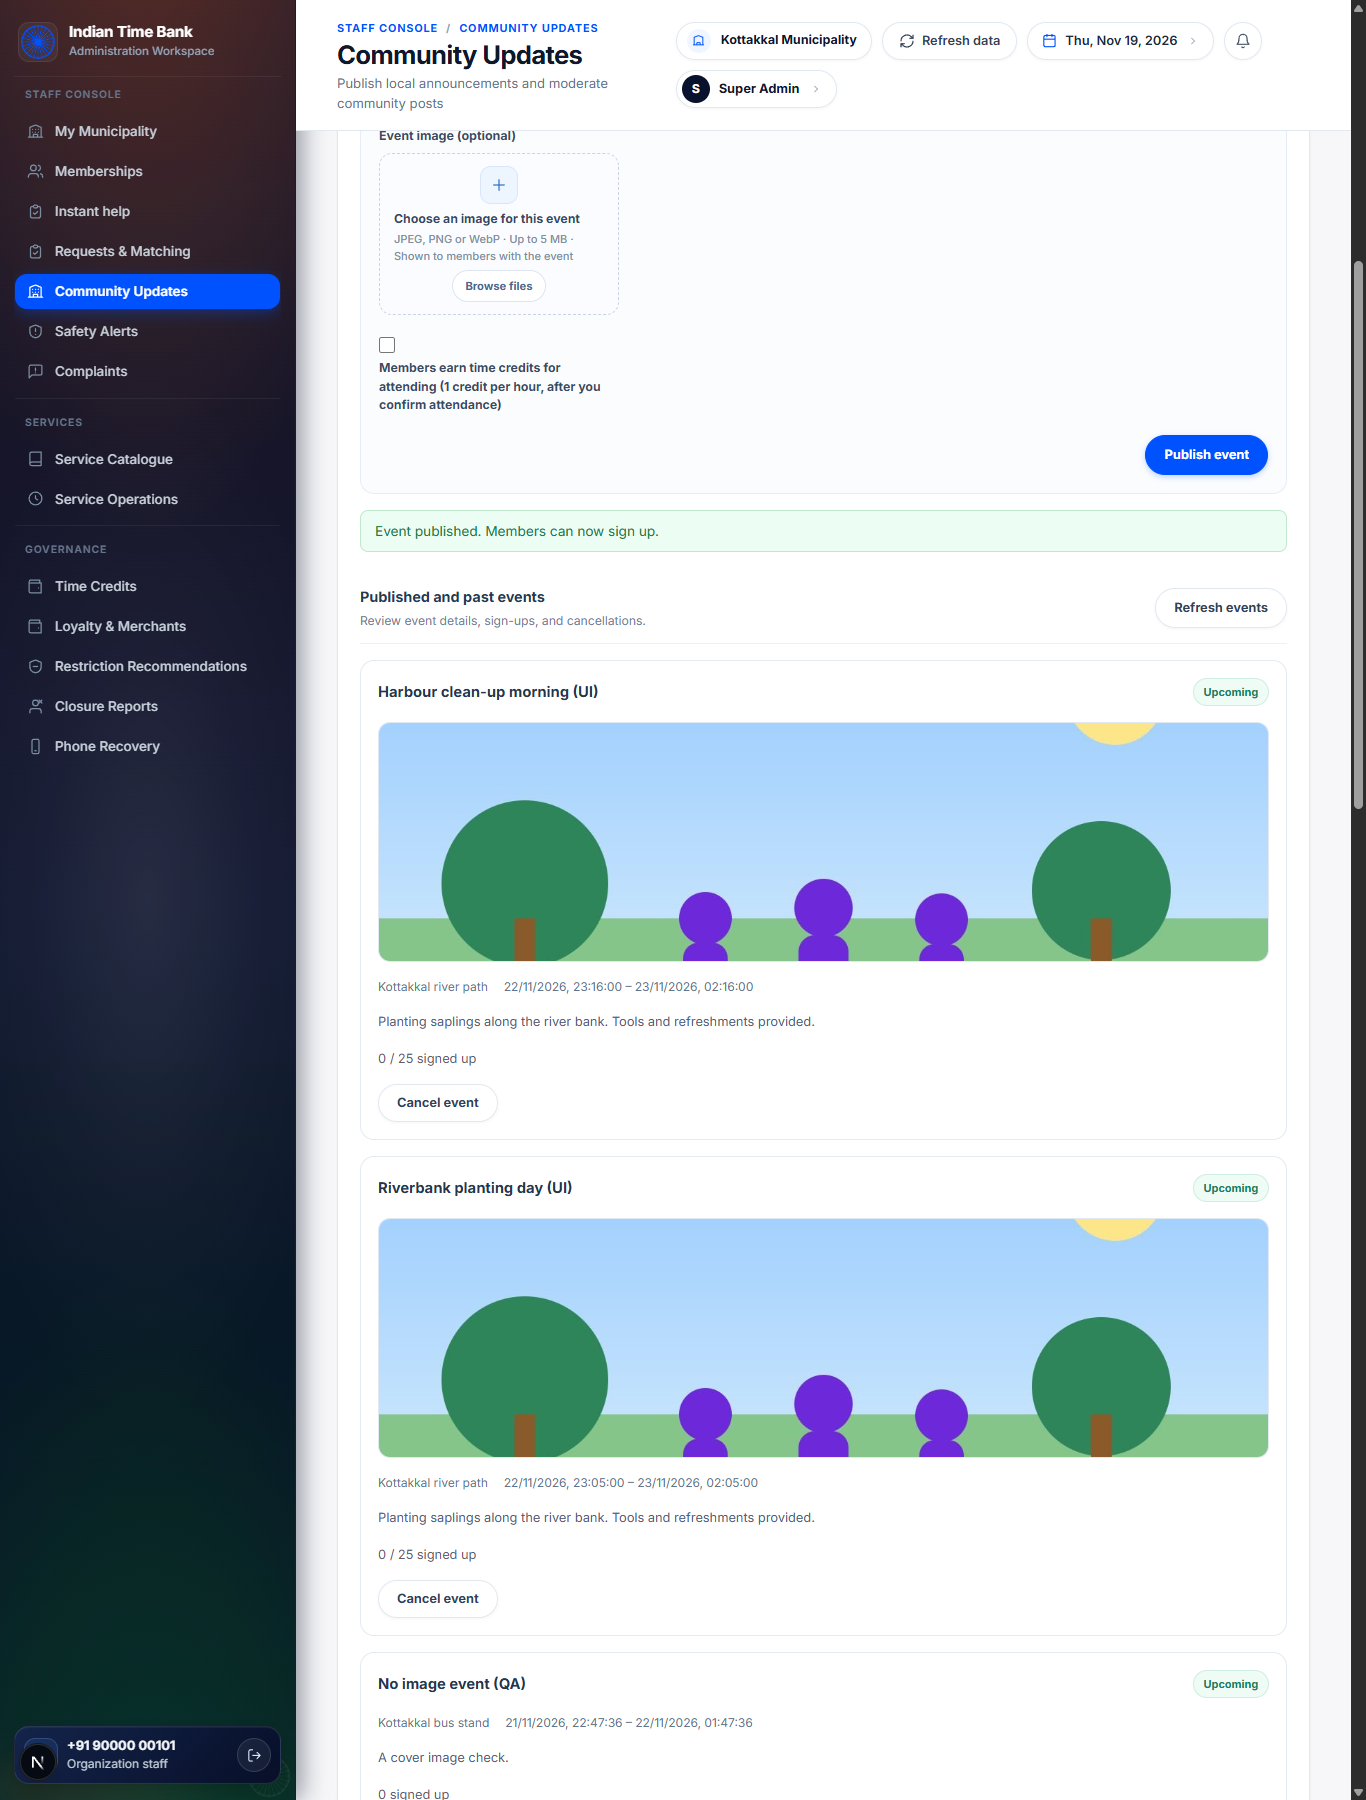 Indian Time Bank
Administration Workspace
STAFF CONSOLE
My Municipality
Memberships
Instant help
Requests & Matching
Community Updates
Safety Alerts
Complaints
SERVICES
Service Catalogue
Service Operations
GOVERNANCE
Time Credits
Loyalty & Merchants
Restriction Recommendations
Closure Reports
Phone Recovery
N
+91 90000 00101
Organization staff
STAFF CONSOLE / COMMUNITY UPDATES
Community Updates
Publish local announcements and moderate
community posts
Kottakkal Municipality
Refresh data
Thu, Nov 19, 2026
S Super Admin
Event image (optional)
Choose an image for this event
JPEG, PNG or WebP · Up to 5 MB ·
Shown to members with the event
Browse files
Members earn time credits for
attending (1 credit per hour, after you
confirm attendance)
Publish event
Event published. Members can now sign up.
Published and past events
Review event details, sign-ups, and cancellations.
Refresh events
Harbour clean-up morning (UI)
Upcoming
Kottakkal river path 22/11/2026, 23:16:00 – 23/11/2026, 02:16:00
Planting saplings along the river bank. Tools and refreshments provided.
0 / 25 signed up
Cancel event
Riverbank planting day (UI)
Upcoming
Kottakkal river path 22/11/2026, 23:05:00 – 23/11/2026, 02:05:00
Planting saplings along the river bank. Tools and refreshments provided.
0 / 25 signed up
Cancel event
No image event (QA)
Upcoming
Kottakkal bus stand 21/11/2026, 22:47:36 – 22/11/2026, 01:47:36
A cover image check.
0 signed up